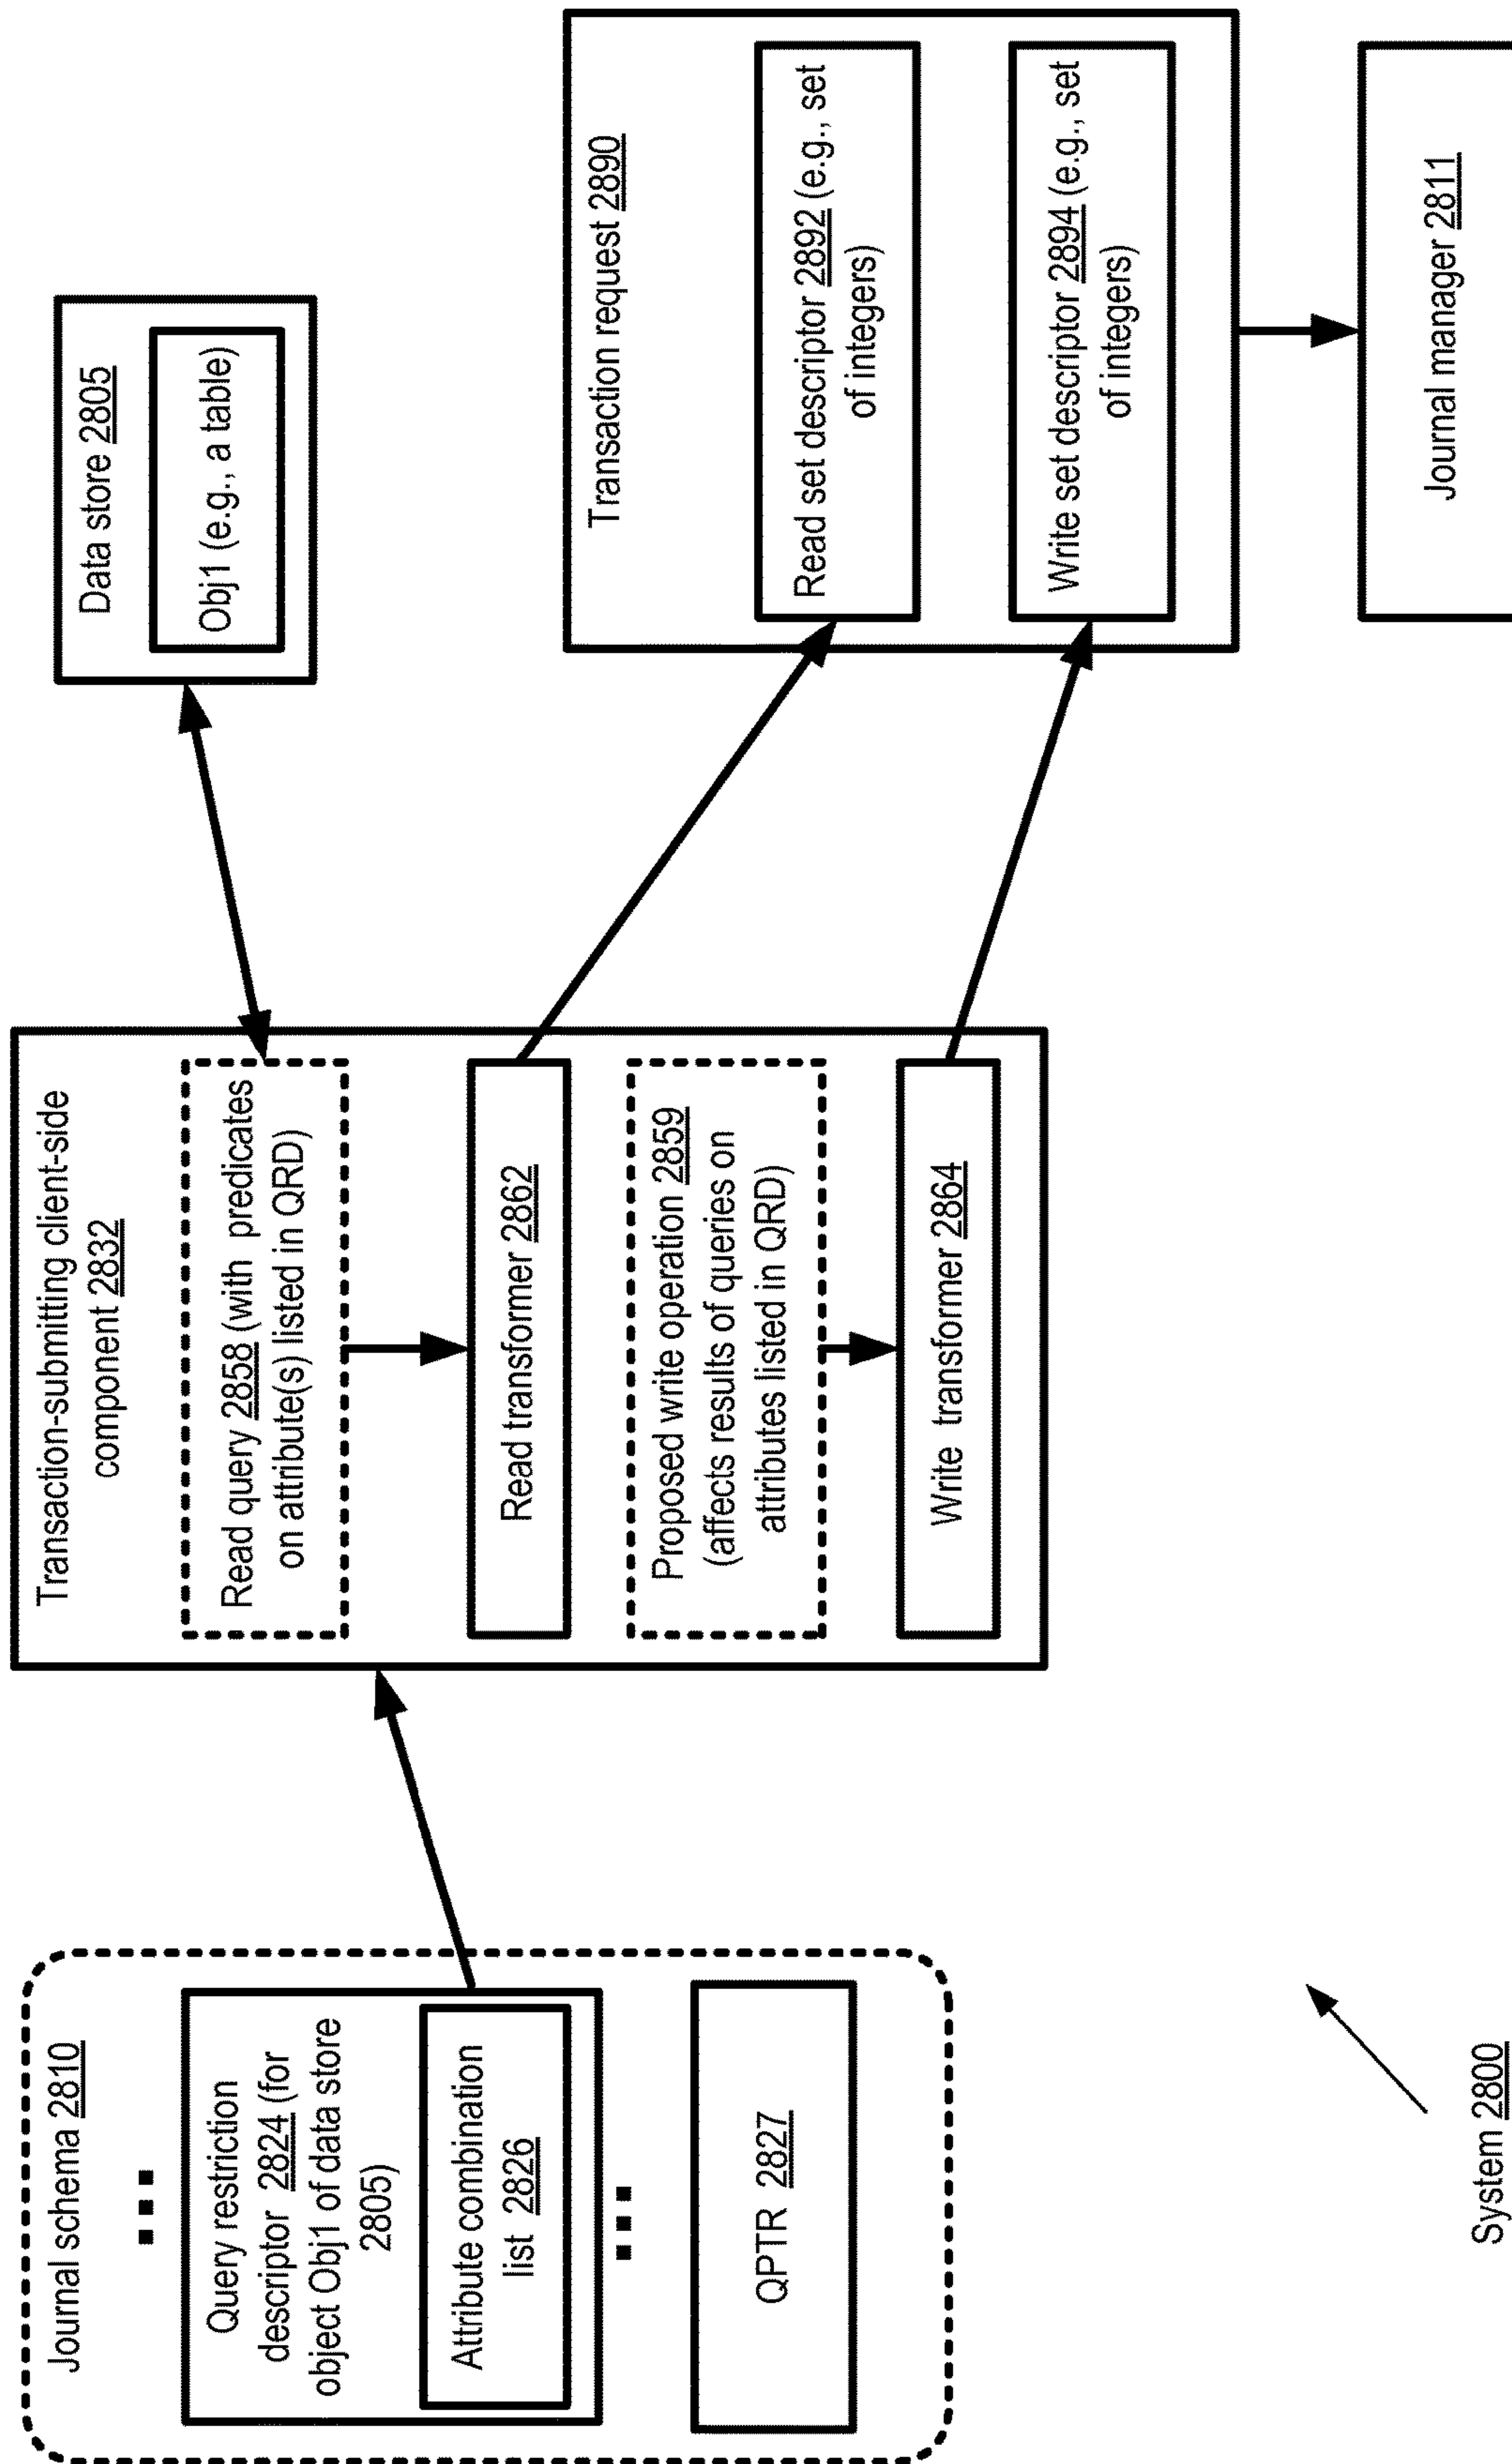 Journal schema 2810
Query restriction
descriptor 2824 (for
object Obj1 of data store
2805)
Attribute combination
list 2826
QPTR 2827
System 2800
Transaction-submitting client-side
component 2832
Read query 2858 (with predicates
on attribute(s) listed in QRD)
Read transformer 2862
Proposed write operation 2859
(affects results of queries on
attributes listed in QRD)
Write transformer 2864
Data store 2805
Obj1 (e.g., a table)
Transaction request 2890
Read set descriptor 2892 (e.g., set
of integers)
Write set descriptor 2894 (e.g., set
of integers)
Journal manager 2811